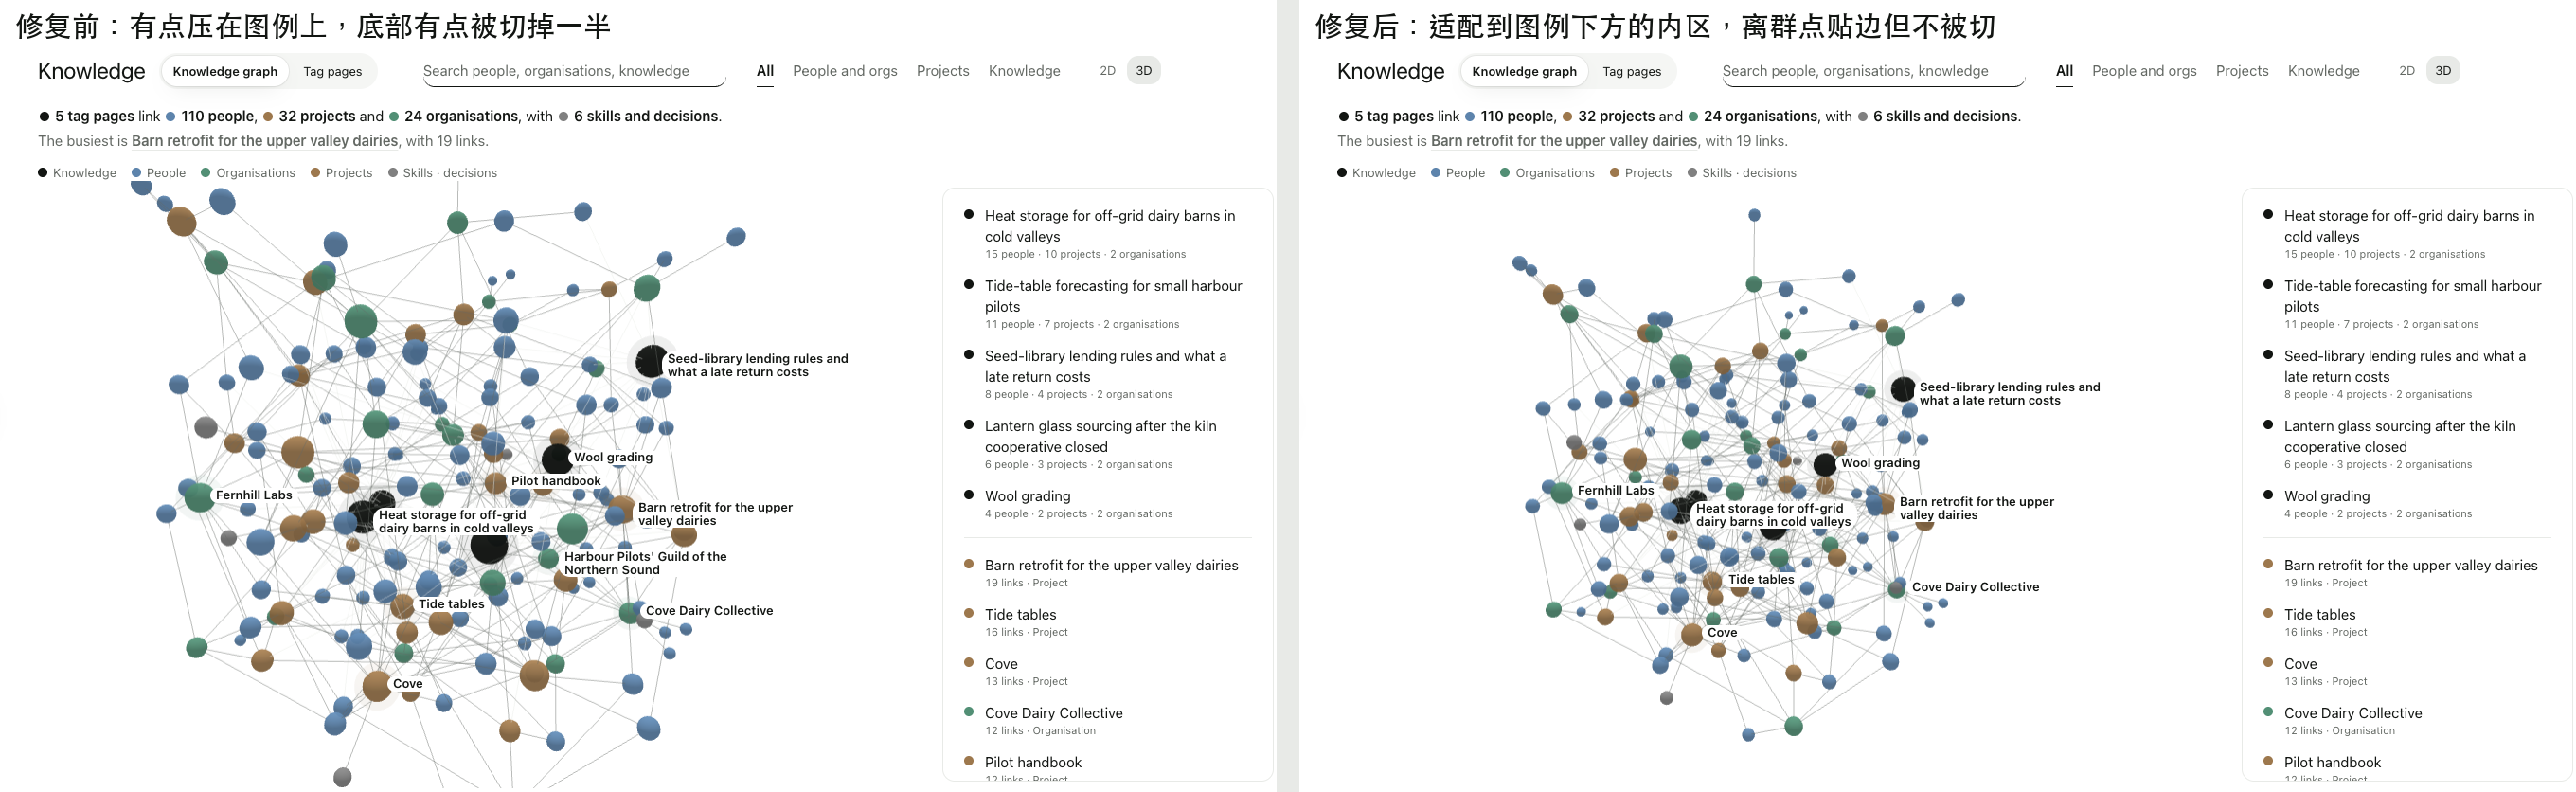 修复前：有点压在图例上，底部有点被切掉一半
Knowledge
Knowledge graph
Tag pages
Search people, organisations, knowledge
All
People and orgs
Projects
Knowledge
2D
3D
5 tag pages link 110 people, 32 projects and 24 organisations, with 6 skills and decisions.
The busiest is Barn retrofit for the upper valley dairies, with 19 links.
Knowledge
People
Organisations
Projects
Skills · decisions
Seed-library lending rules and
what a late return costs
Wool grading
Pilot handbook
Fernhill Labs
Barn retrofit for the upper
valley dairies
Heat storage for off-grid
dairy barns in cold valleys
Harbour Pilots' Guild of the
Northern Sound
Tide tables
Cove Dairy Collective
Cove
Heat storage for off-grid dairy barns in
cold valleys
15 people · 10 projects · 2 organisations
Tide-table forecasting for small harbour
pilots
11 people · 7 projects · 2 organisations
Seed-library lending rules and what a
late return costs
8 people · 4 projects · 2 organisations
Lantern glass sourcing after the kiln
cooperative closed
6 people · 3 projects · 2 organisations
Wool grading
4 people · 2 projects · 2 organisations
Barn retrofit for the upper valley dairies
19 links · Project
Tide tables
16 links · Project
Cove
13 links · Project
Cove Dairy Collective
12 links · Organisation
Pilot handbook
12 links · Project
修复后：适配到图例下方的内区，离群点贴边但不被切
Knowledge
Knowledge graph
Tag pages
Search people, organisations, knowledge
All
People and orgs
Projects
Knowledge
2D
3D
5 tag pages link 110 people, 32 projects and 24 organisations, with 6 skills and decisions.
The busiest is Barn retrofit for the upper valley dairies, with 19 links.
Knowledge
People
Organisations
Projects
Skills · decisions
Seed-library lending rules and
what a late return costs
Wool grading
Fernhill Labs
Barn retrofit for the upper
valley dairies
Heat storage for off-grid
dairy barns in cold valleys
Tide tables
Cove Dairy Collective
Cove
Heat storage for off-grid dairy barns in
cold valleys
15 people · 10 projects · 2 organisations
Tide-table forecasting for small harbour
pilots
11 people · 7 projects · 2 organisations
Seed-library lending rules and what a
late return costs
8 people · 4 projects · 2 organisations
Lantern glass sourcing after the kiln
cooperative closed
6 people · 3 projects · 2 organisations
Wool grading
4 people · 2 projects · 2 organisations
Barn retrofit for the upper valley dairies
19 links · Project
Tide tables
16 links · Project
Cove
13 links · Project
Cove Dairy Collective
12 links · Organisation
Pilot handbook
12 links · Project